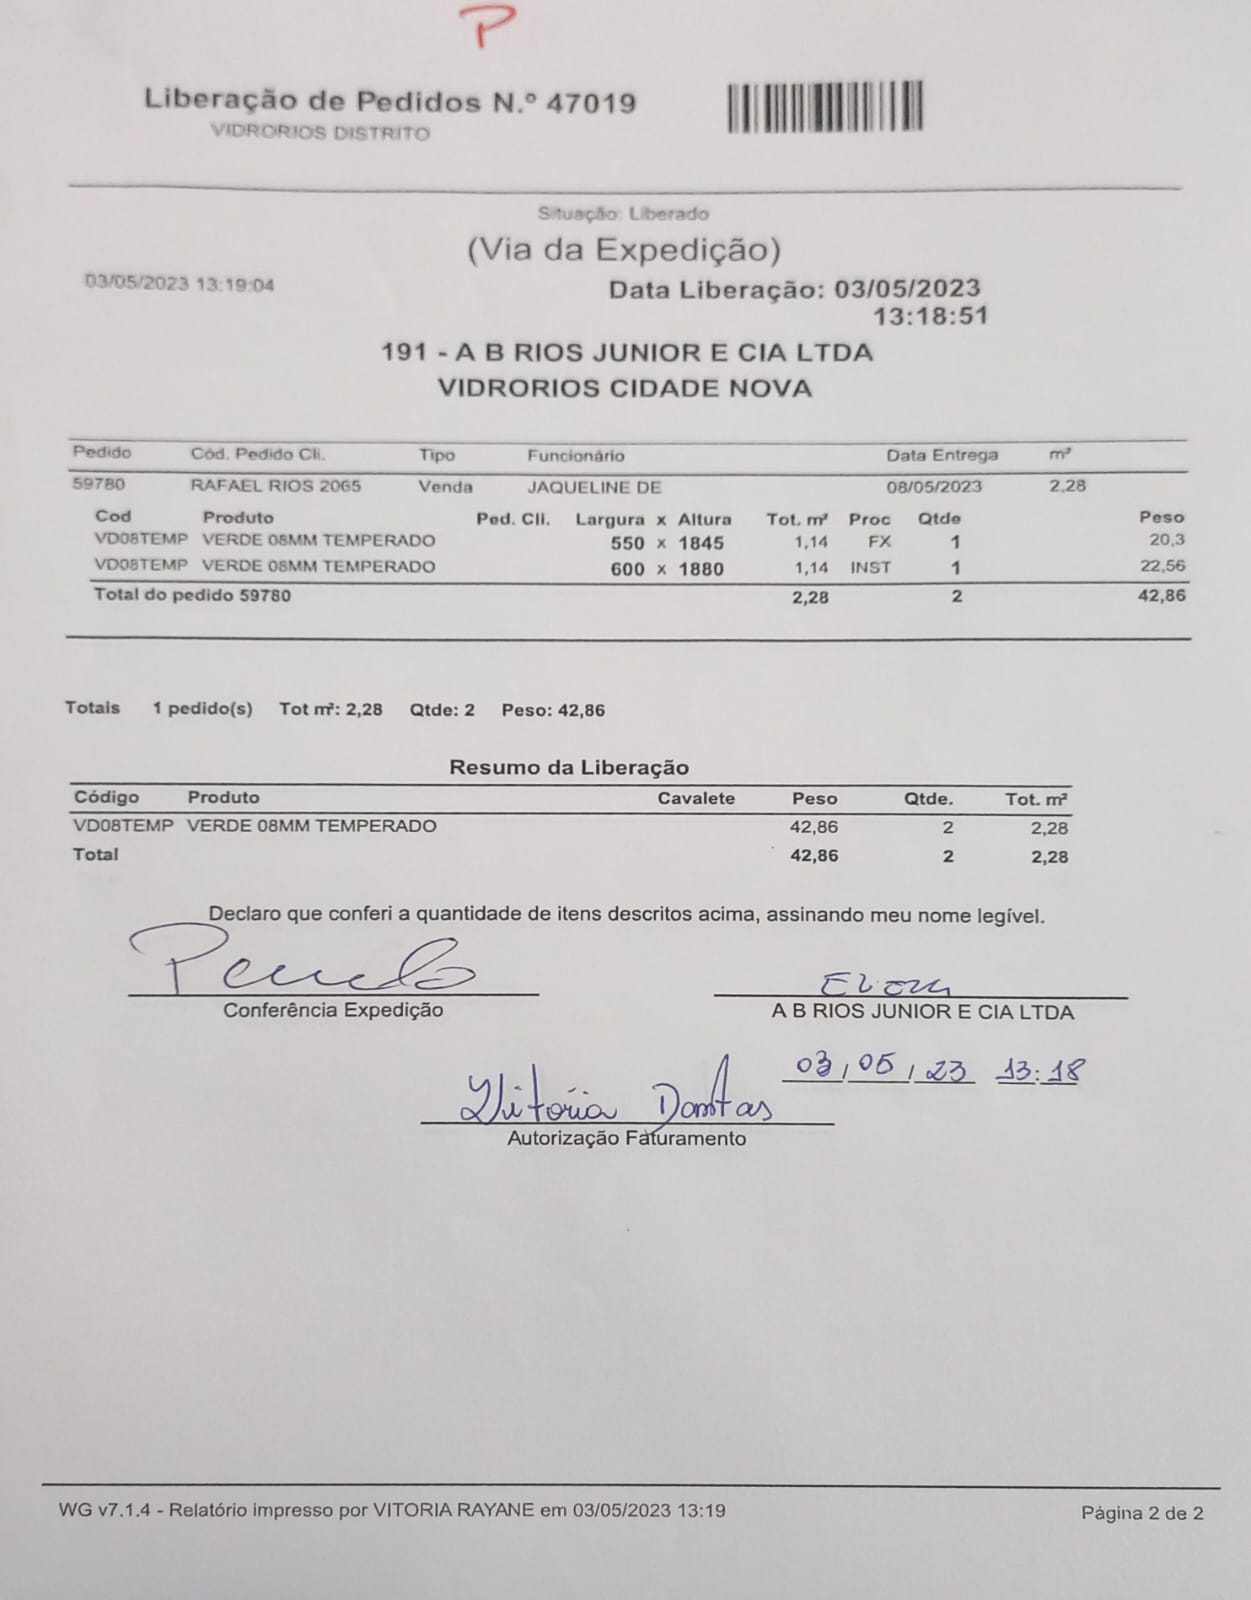 P
Liberação de Pedidos N.º 47019
VIDRORIOS DISTRITO
Situação: Liberado
(Via da Expedição)
03/05/2023 13:19:04
Data Liberação: 03/05/2023
13:18:51
191 - A B RIOS JUNIOR E CIA LTDA
VIDRORIOS CIDADE NOVA
Pedido Cód. Pedido Cli. Tipo Funcionário Data Entrega m²
59780 RAFAEL RIOS 2065 Venda JAQUELINE DE 08/05/2023 2,28
Cod Produto Ped. Cli. Largura x Altura Tot. m² Proc Qtde Peso
VD08TEMP VERDE 08MM TEMPERADO 550 x 1845 1,14 FX 1 20,3
VD08TEMP VERDE 08MM TEMPERADO 600 x 1880 1,14 INST 1 22,56
Total do pedido 59780 2,28 2 42,86
Totais 1 pedido(s) Tot m²: 2,28 Qtde: 2 Peso: 42,86
Resumo da Liberação
Código Produto Cavalete Peso Qtde. Tot. m²
VD08TEMP VERDE 08MM TEMPERADO 42,86 2 2,28
Total 42,86 2 2,28
Declaro que conferi a quantidade de itens descritos acima, assinando meu nome legível.
Conferência Expedição
A B RIOS JUNIOR E CIA LTDA
03/05/23 13:18
Vitória Dantas
Autorização Faturamento
WG v7.1.4 - Relatório impresso por VITORIA RAYANE em 03/05/2023 13:19
Página 2 de 2